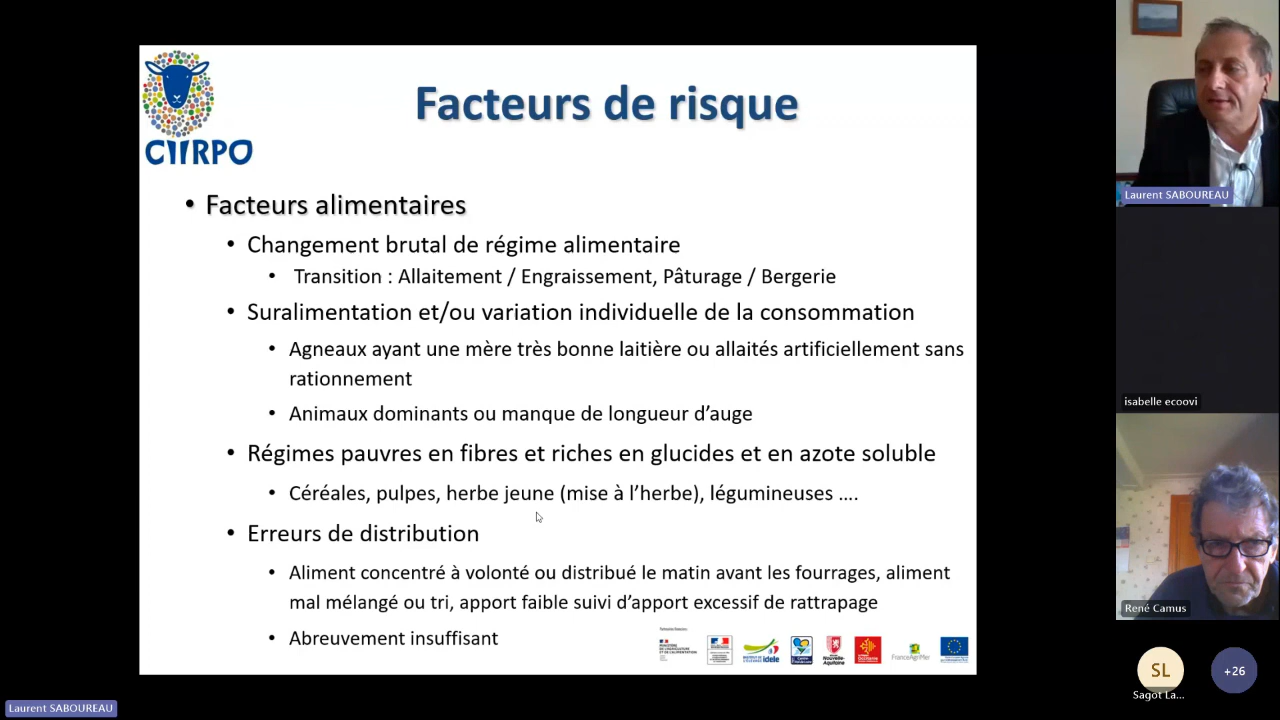 CIIRPO
Facteurs de risque
• Facteurs alimentaires
• Changement brutal de régime alimentaire
• Transition : Allaitement / Engraissement, Pâturage / Bergerie
• Suralimentation et/ou variation individuelle de la consommation
• Agneaux ayant une mère très bonne laitière ou allaités artificiellement sans
rationnement
• Animaux dominants ou manque de longueur d’auge
• Régimes pauvres en fibres et riches en glucides et en azote soluble
• Céréales, pulpes, herbe jeune (mise à l’herbe), légumineuses ....
• Erreurs de distribution
• Aliment concentré à volonté ou distribué le matin avant les fourrages, aliment
mal mélangé ou tri, apport faible suivi d’apport excessif de rattrapage
• Abreuvement insuffisant
idele
Nouvelle-
Aquitaine
FranceAgriMer
Laurent SABOUREAU
isabelle ecoovi
René Camus
SL
Sagot La...
+26
Laurent SABOUREAU